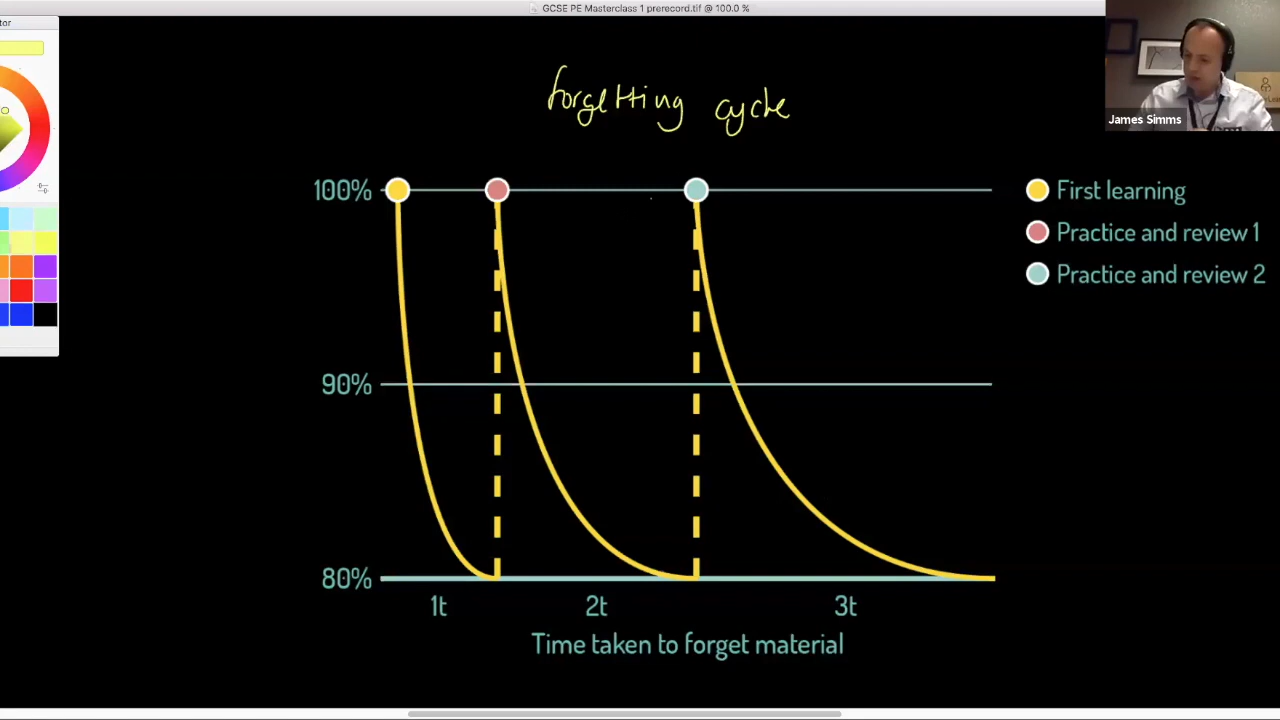 GCSE PE Masterclass 1 prerecord.tif @ 100.0 %
tor
James Simms
forgetting cycle
100%
90%
80%
First learning
Practice and review 1
Practice and review 2
1t 2t 3t
Time taken to forget material